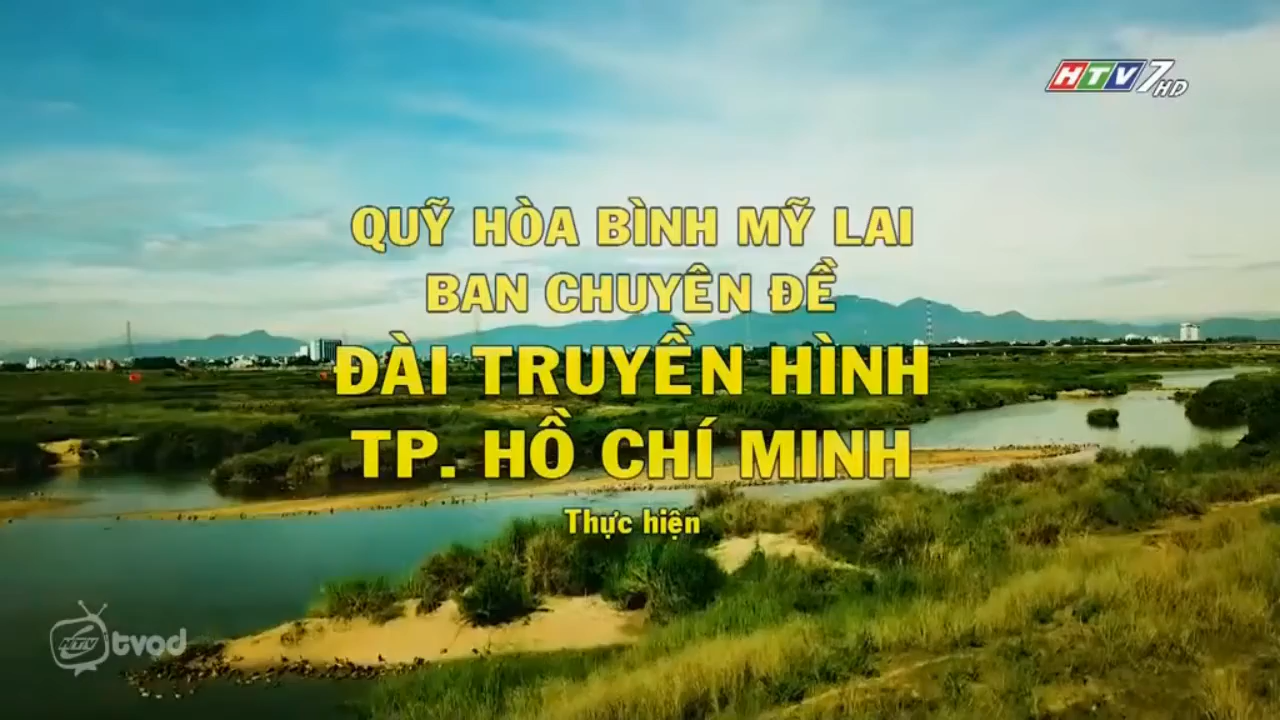 HTV7 HD
QUỸ HÒA BÌNH MỸ LAI
BAN CHUYÊN ĐỀ
ĐÀI TRUYỀN HÌNH
TP. HỒ CHÍ MINH
Thực hiện
HTV tvod